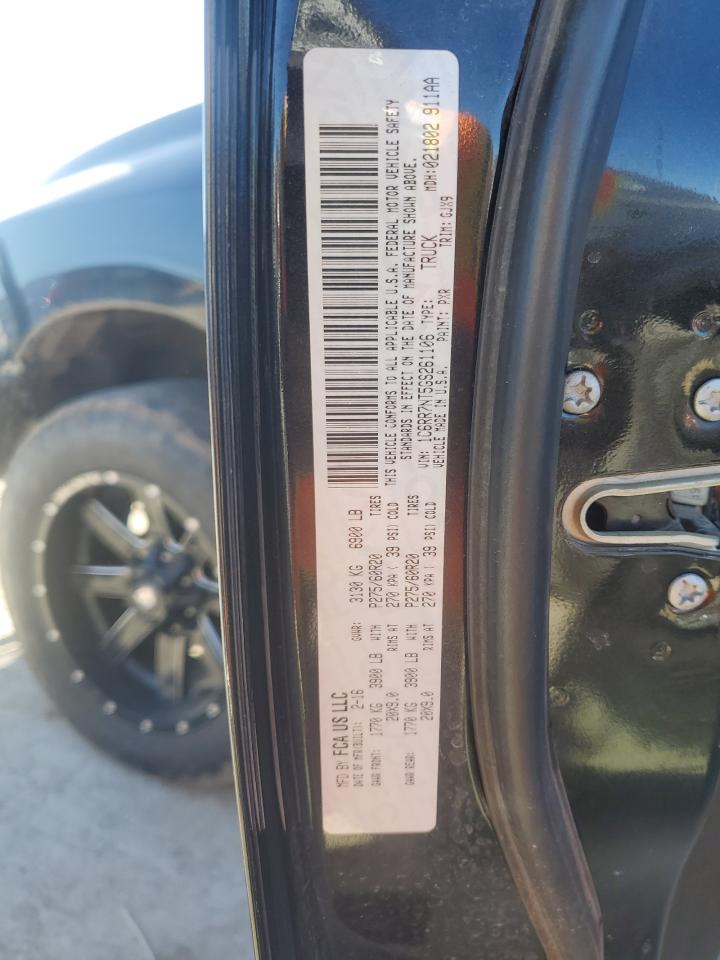 MFD BY FCA US LLC
DATE OF MFR(BUILT): 2-16 GVWR: 3130 KG 6900 LB
GAWR FRONT: 1770 KG 3900 LB WITH P275/60R20 TIRES
20X9.0 RIMS AT 270 KPA ( 39 PSI) COLD
GAWR REAR: 1770 KG 3900 LB WITH P275/60R20 TIRES
20X9.0 RIMS AT 270 KPA ( 39 PSI) COLD
THIS VEHICLE CONFORMS TO ALL APPLICABLE U.S.A. FEDERAL MOTOR VEHICLE SAFETY
STANDARDS IN EFFECT ON THE DATE OF MANUFACTURE SHOWN ABOVE.
VIN: 1C6RR7NT5GS261106 TYPE: TRUCK MDH:021802 911AA
VEHICLE MADE IN U.S.A. PAINT: PXR TRIM: GJX9